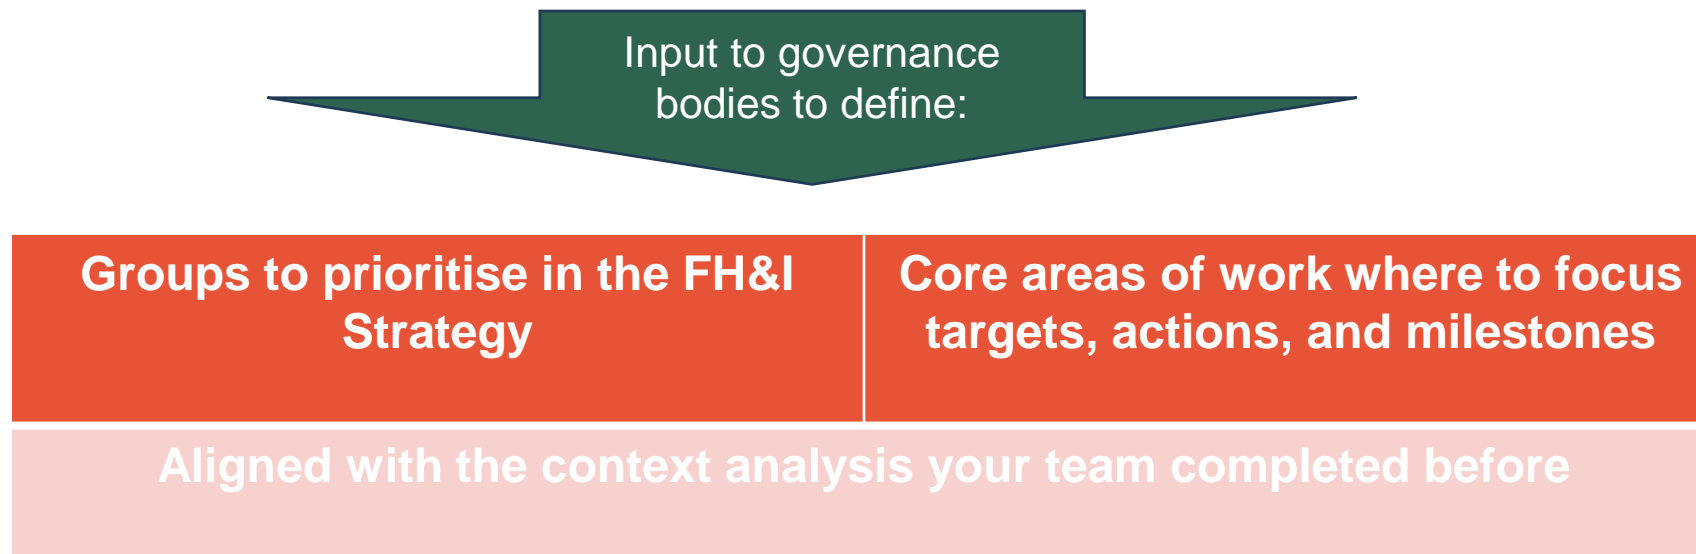 Input to governance
bodies to define:
Groups to prioritise in the FH&I
Strategy
Core areas of work where to focus
targets, actions, and milestones
Aligned with the context analysis your team completed before